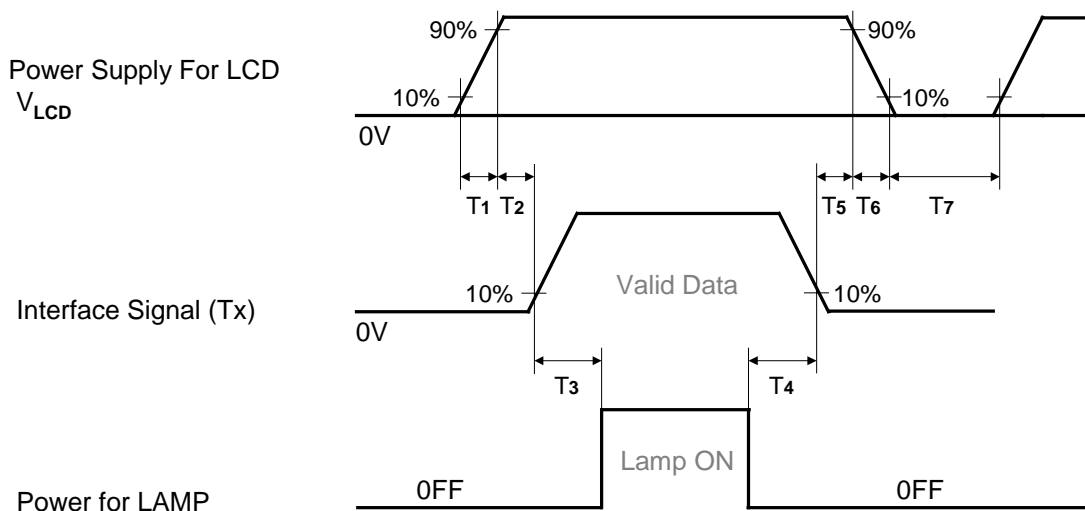 90%
90%
Power Supply For LCD
VLCD
10%
10%
0V
T1
T2
T5
T6
T7
Interface Signal (Tx)
10%
Valid Data
10%
0V
T3
T4
Lamp ON
Power for LAMP
0FF
0FF